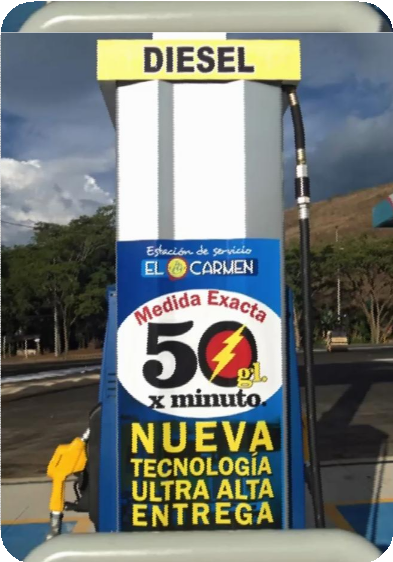 DIESEL
Estación de servicio
EL CARMEN
Medida Exacta
50 gl.
x minuto.
NUEVA
TECNOLOGÍA
ULTRA ALTA
ENTREGA